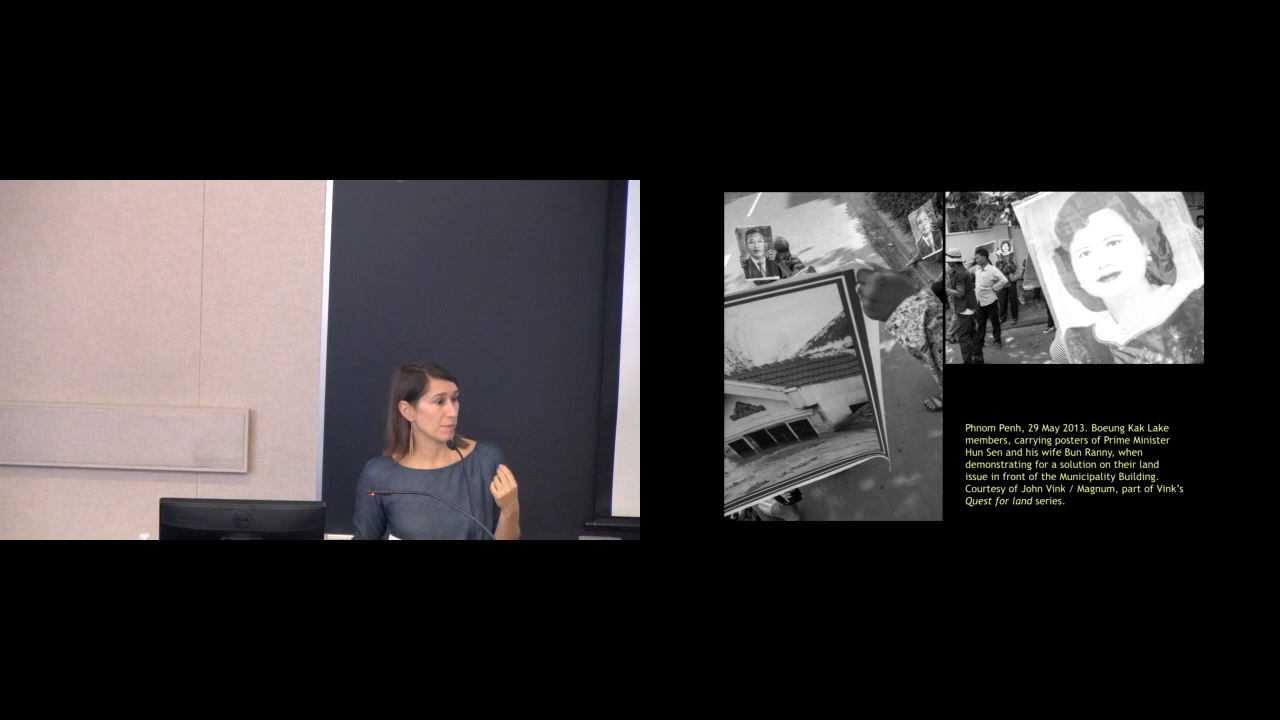 Phnom Penh, 29 May 2013. Boeung Kak Lake
members, carrying posters of Prime Minister
Hun Sen and his wife Bun Ranny, when
demonstrating for a solution on their land
issue in front of the Municipality Building.
Courtesy of John Vink / Magnum, part of Vink's
Quest for land series.